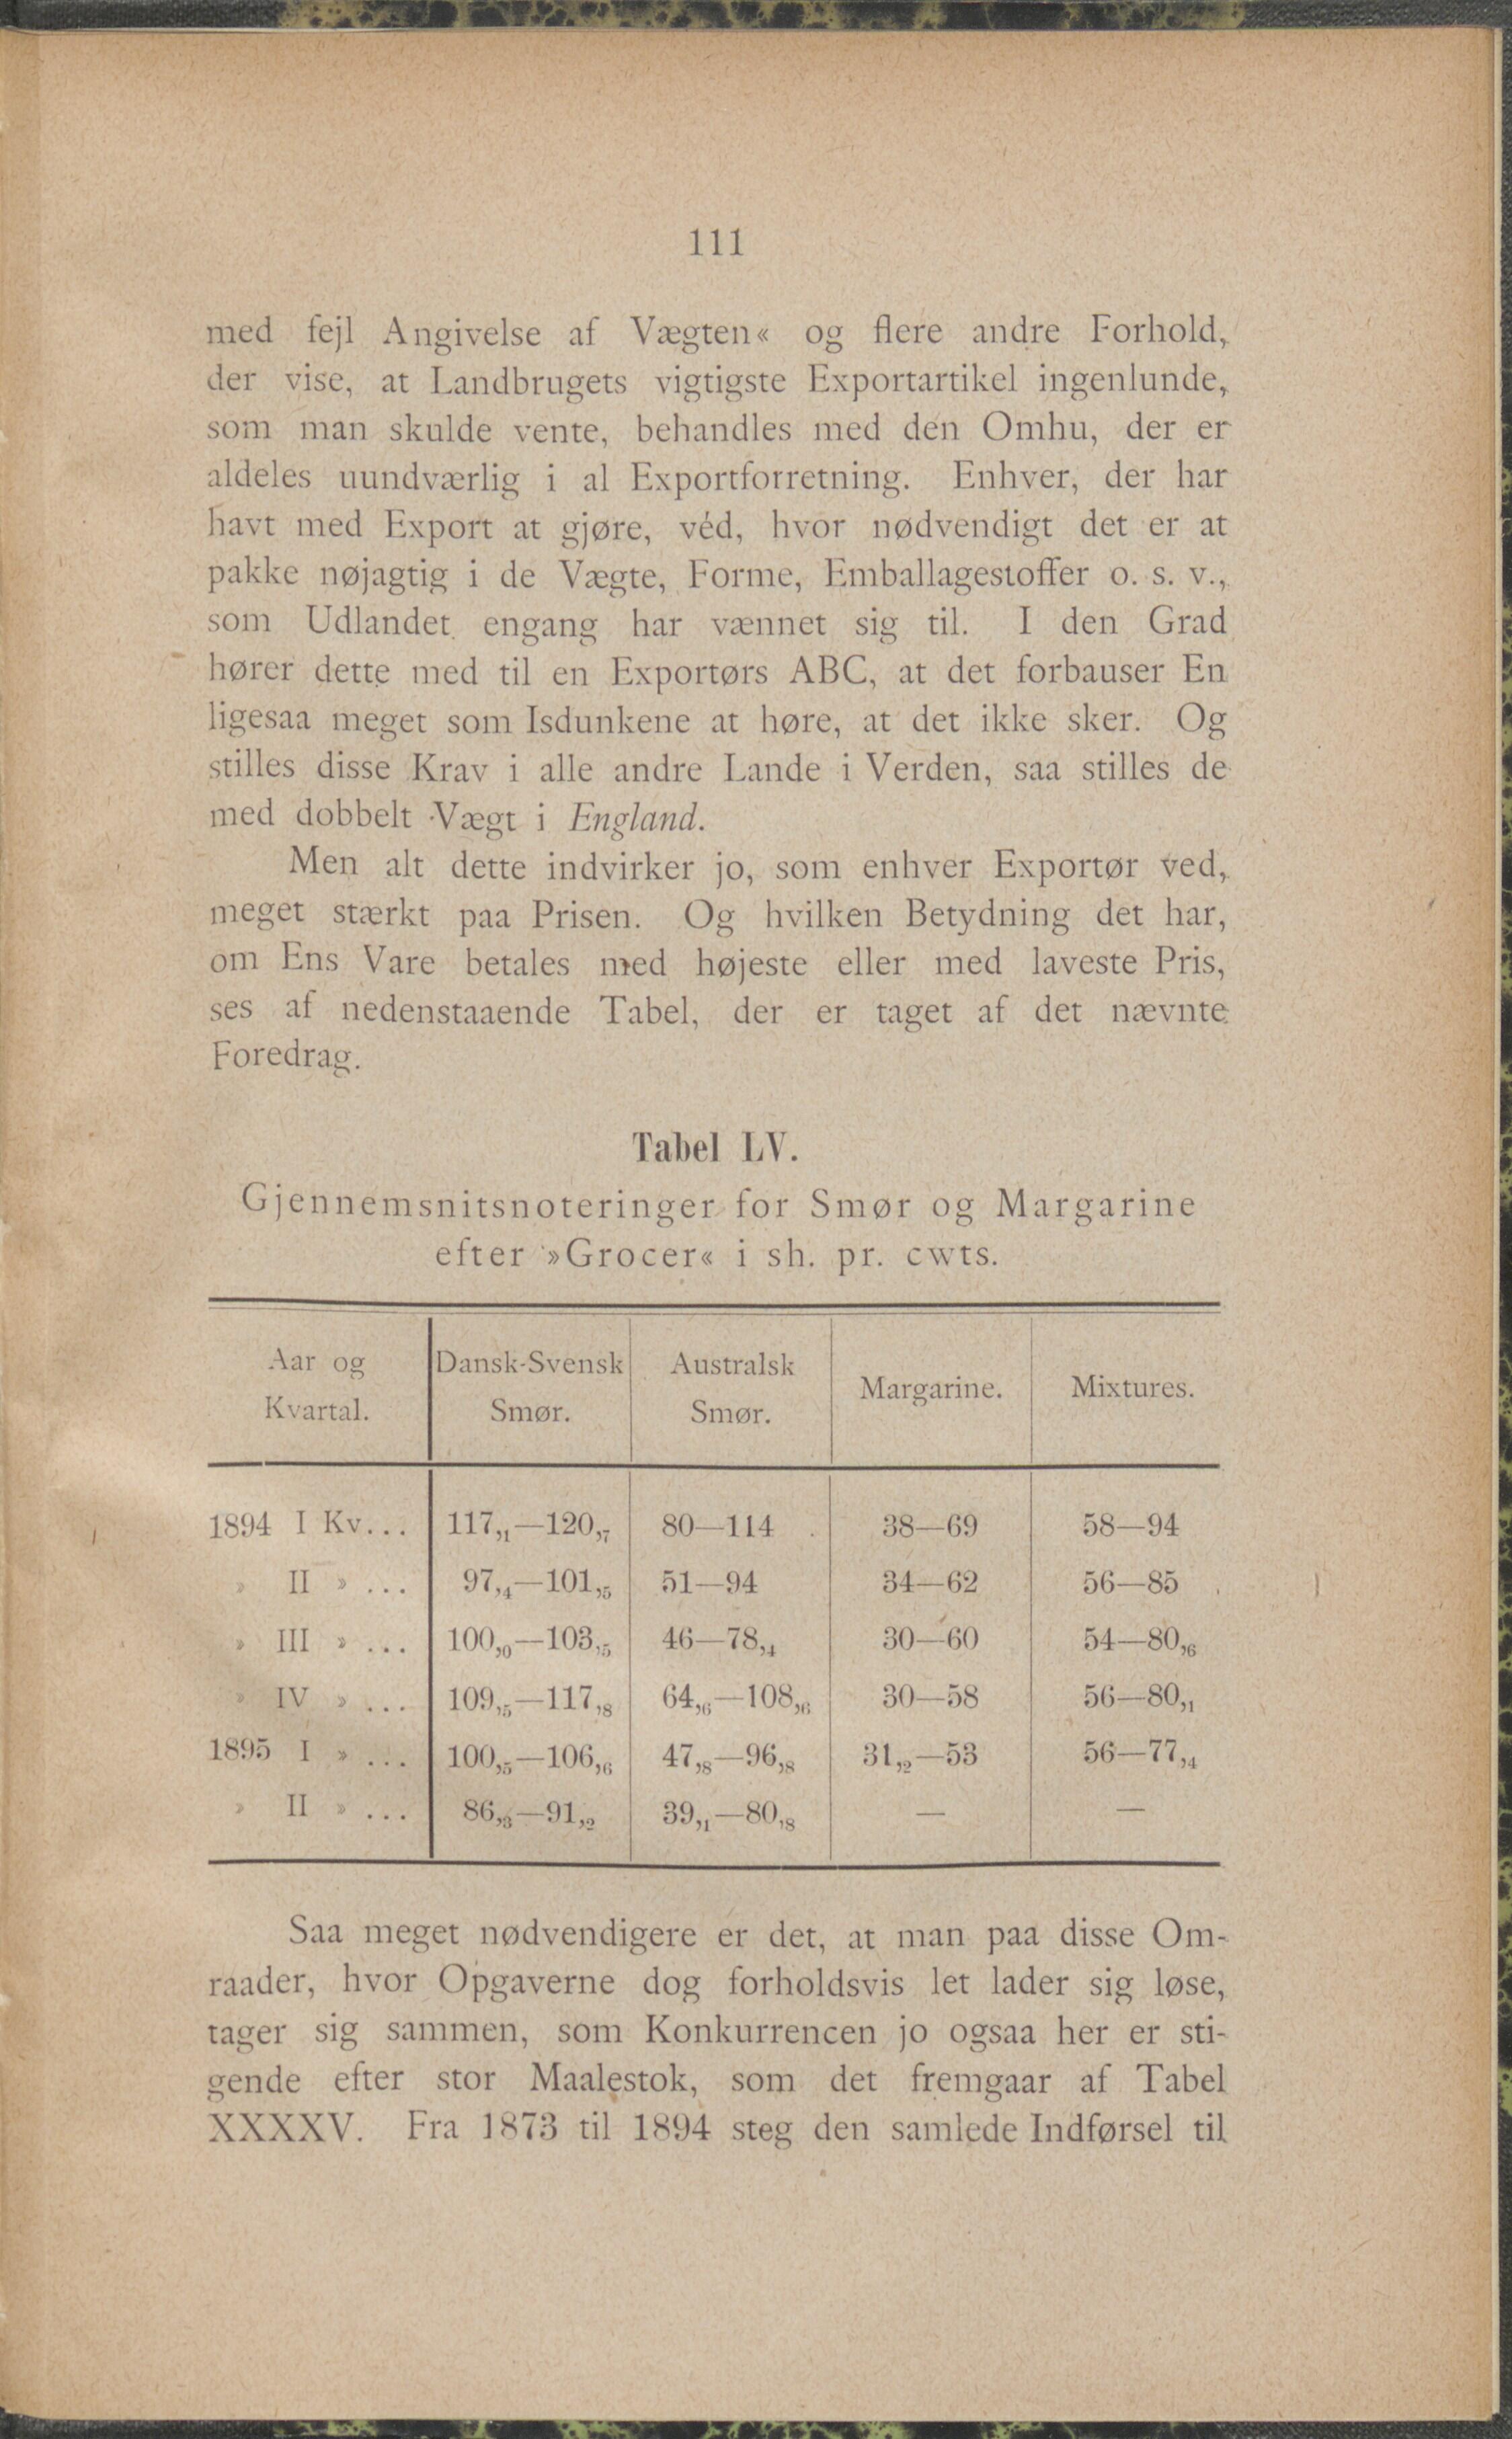 111
med fejl Angivelse af Vægten« og flere andre Forhold,
der vise, at Landbrugets vigtigste Exportartikel ingenlunde,
som man skulde vente, behandles med den Omhu, der er
aldeles uundværlig i al Exportforretning. Enhver, der har
havt med Export at gjøre, véd, hvor nødvendigt det er at
pakke nøjagtig i de Vægte, Forme, Emballagestoffer o. s. v.,
som Udlandet engang har vænnet sig til. I den Grad
hører dette med til en Exportørs ABC, at det forbauser En
ligesaa meget som Isdunkene at høre, at det ikke sker. Og
stilles disse Krav i alle andre Lande i Verden, saa stilles de
med dobbelt Vægt i England.
Men alt dette indvirker jo, som enhver Exportør ved,
meget stærkt paa Prisen. Og hvilken Betydning det har,
om Ens Vare betales med højeste eller med laveste Pris,
ses af nedenstaaende Tabel, der er taget af det nævnte
Foredrag.
Tabel LV.
Gjennemsnitsnoteringer for Smør og Margarine
efter »Grocer« i sh. pr. cwts.
Aar og Kvartal. Dansk-Svensk Smør. Australsk Smør. Margarine. Mixtures.
1894 I Kv... 117,1—120,7 80—114 38—69 58—94
» II » ... 97,4—101,5 51—94 34—62 56—85
» III » ... 100,0—103,5 46—78,4 30—60 54—80,6
» IV » ... 109,5—117,8 64,6—108,6 30—58 56—80,1
1895 I » ... 100,5—106,6 47,8—96,8 31,2—53 56—77,4
» II » ... 86,3—91,2 39,1—80,8 — —
Saa meget nødvendigere er det, at man paa disse Om-
raader, hvor Opgaverne dog forholdsvis let lader sig løse,
tager sig sammen, som Konkurrencen jo ogsaa her er sti-
gende efter stor Maalestok, som det fremgaar af Tabel
XXXXV. Fra 1873 til 1894 steg den samlede Indførsel til